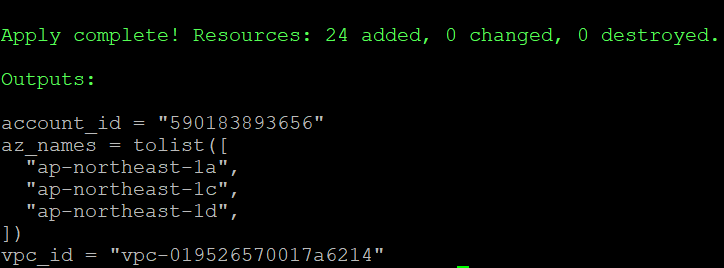 Apply complete! Resources: 24 added, 0 changed, 0 destroyed.
Outputs:
account_id = "590183893656"
az_names = tolist([
  "ap-northeast-1a",
  "ap-northeast-1c",
  "ap-northeast-1d",
])
vpc_id = "vpc-019526570017a6214"